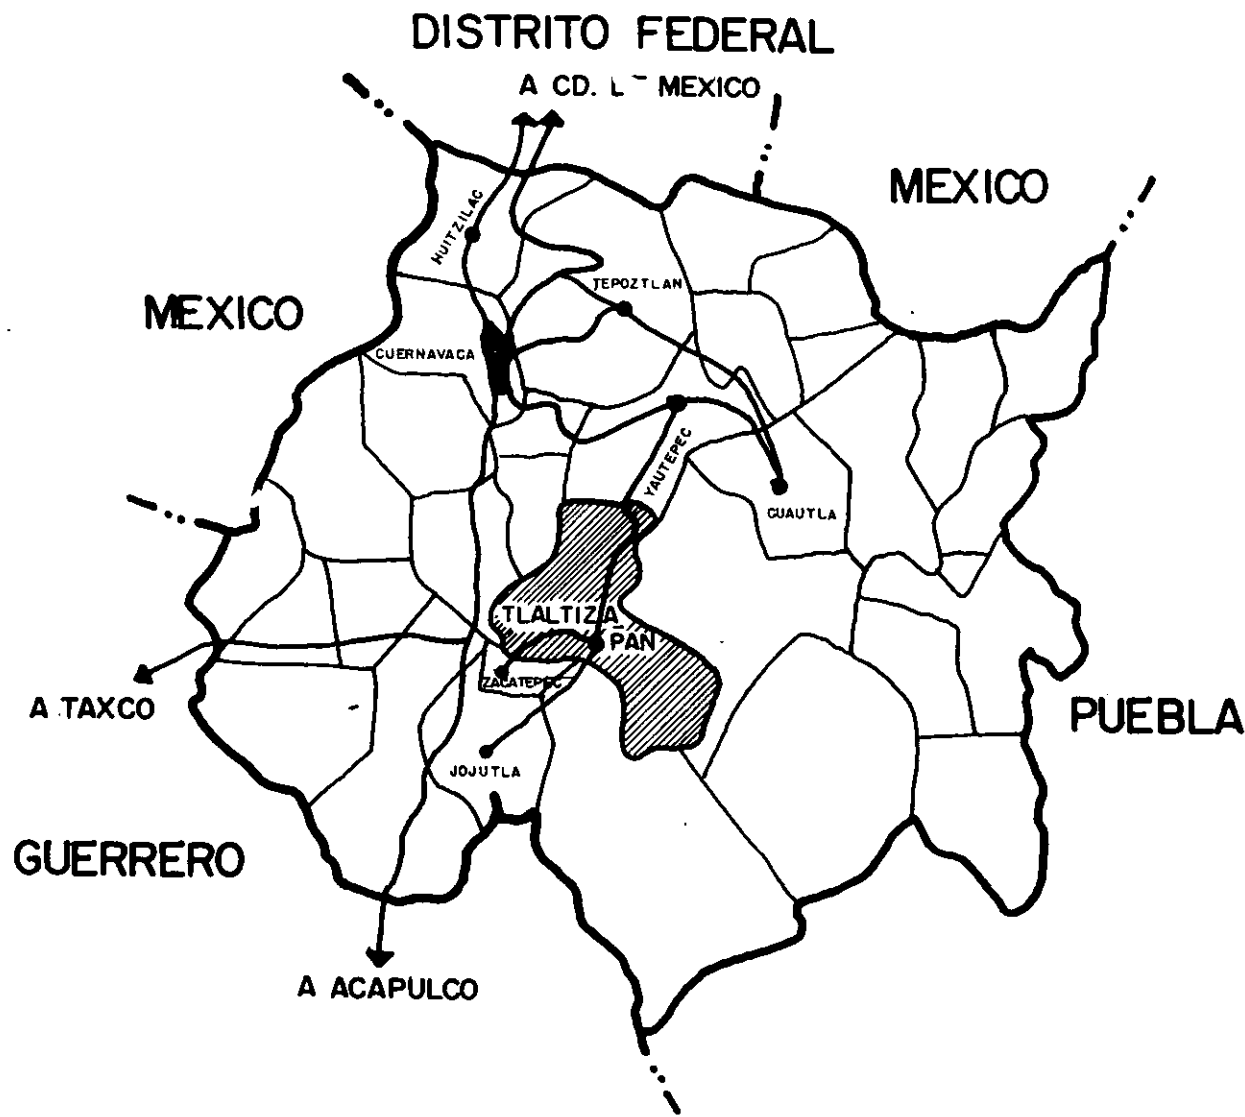 DISTRITO FEDERAL
A CD. MEXICO
MEXICO
HUITZILAC
TEPOZTLAN
MEXICO
CUERNAVACA
YAUTEPEC
CUAUTLA
TLALTIZA
PAN
ZACATEPEC
A TAXCO
PUEBLA
JOJUTLA
GUERRERO
A ACAPULCO